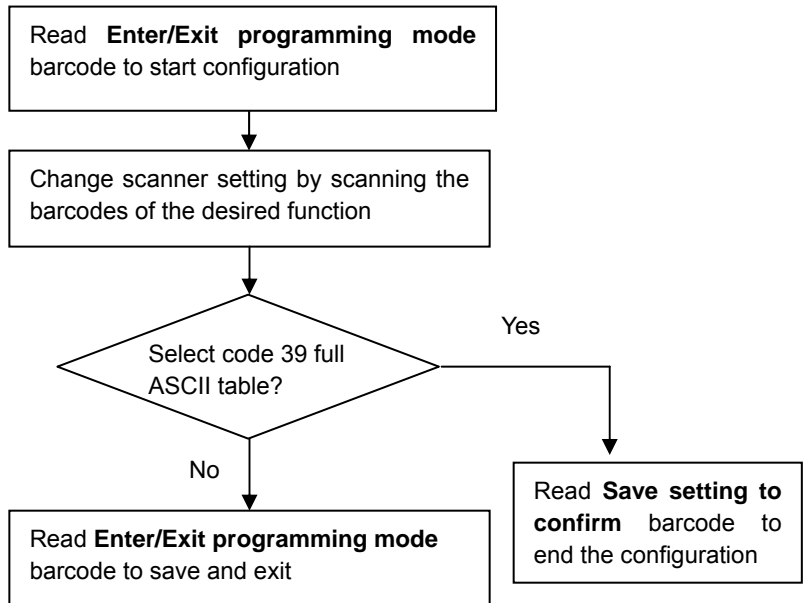 Read Enter/Exit programming mode
barcode to start configuration
Change scanner setting by scanning the
barcodes of the desired function
Select code 39 full
ASCII table?
Yes
No
Read Save setting to
confirm barcode to
end the configuration
Read Enter/Exit programming mode
barcode to save and exit